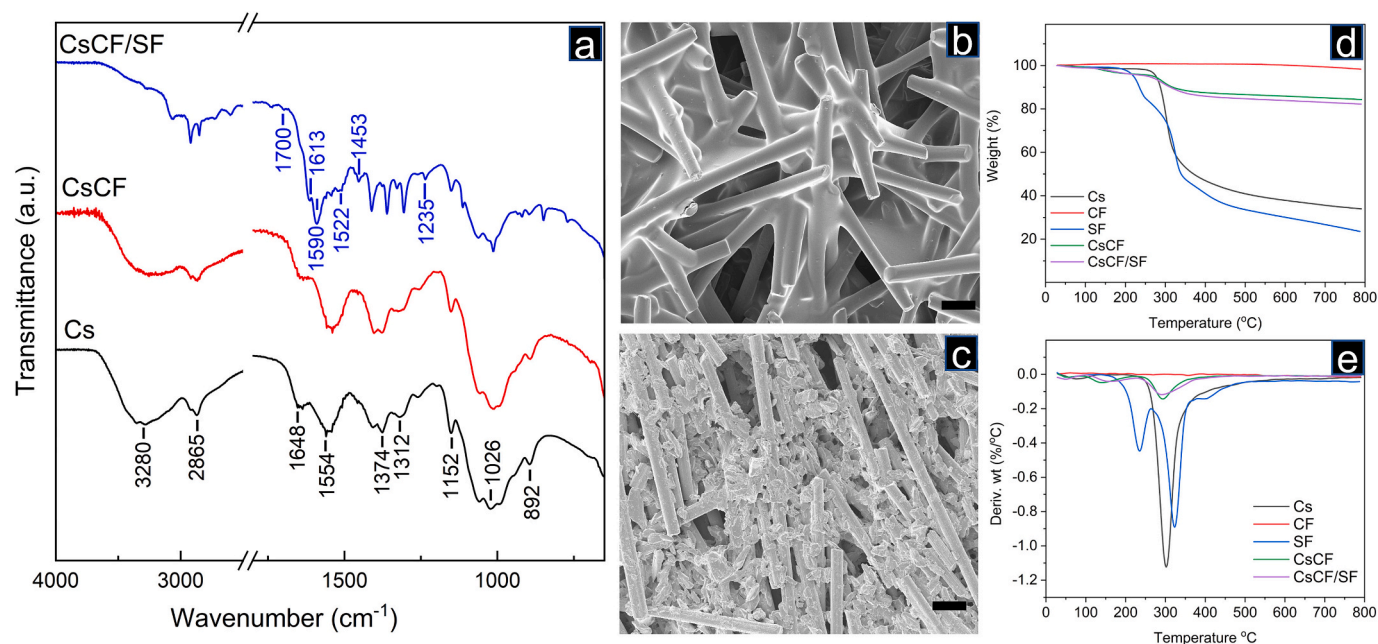 a
CsCF/SF
CsCF
Cs
1700
1613
1590
1522
1453
1235
3280
2865
1648
1554
1374
1312
1152
1026
892
4000 3000 1500 1000
Wavenumber (cm-1)
Transmittance (a.u.)
b
c
d
100
80
60
40
20
Weight (%)
Cs
CF
SF
CsCF
CsCF/SF
0 100 200 300 400 500 600 700 800
Temperature (oC)
e
0.0
-0.2
-0.4
-0.6
-0.8
-1.0
-1.2
Deriv. wt (%/oC)
Cs
CF
SF
CsCF
CsCF/SF
0 100 200 300 400 500 600 700 800
Temperature oC